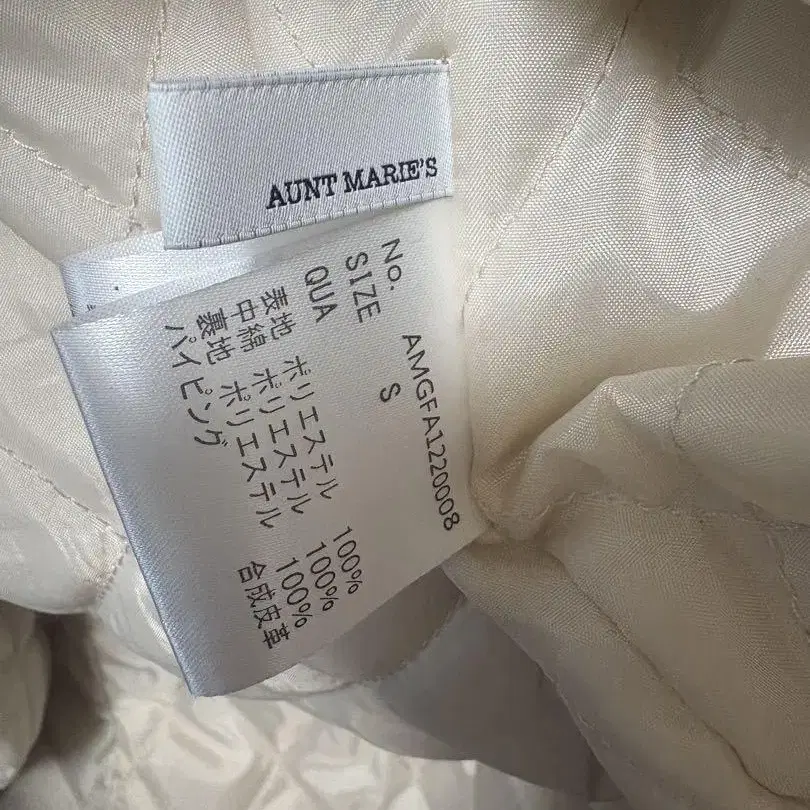 AUNT MARIE'S
No. AMGFA1220008
SIZE S
QUA
表地 ポリエステル 100%
中綿 ポリエステル 100%
裏地 ポリエステル 100%
パイピング 合成皮革